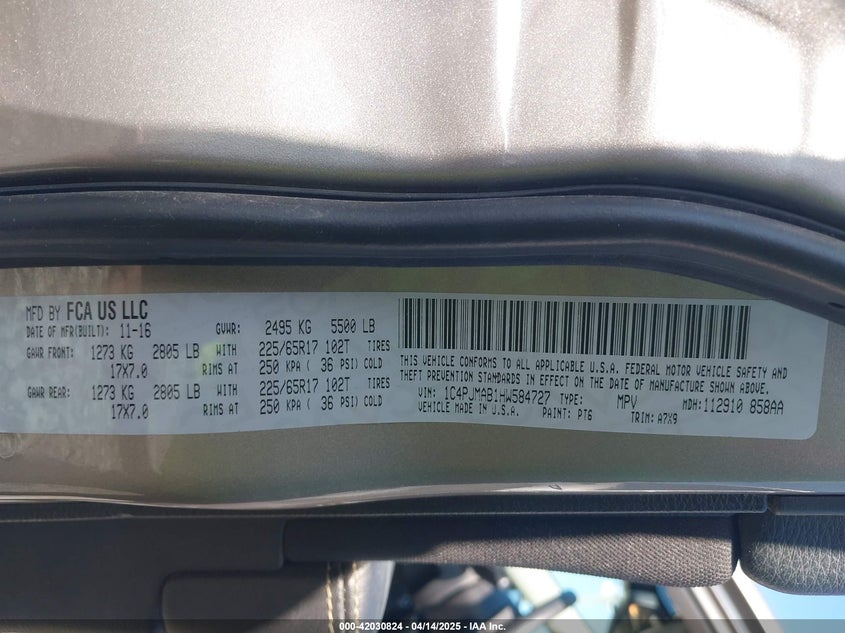 MFD BY FCA US LLC
DATE OF MFR(BUILT): 11-16 GVWR: 2495 KG 5500 LB
GAWR FRONT: 1273 KG 2805 LB WITH 225/65R17 102T TIRES
17X7.0 RIMS AT 250 KPA ( 36 PSI) COLD
GAWR REAR: 1273 KG 2805 LB WITH 225/65R17 102T TIRES
17X7.0 RIMS AT 250 KPA ( 36 PSI) COLD
THIS VEHICLE CONFORMS TO ALL APPLICABLE U.S.A. FEDERAL MOTOR VEHICLE SAFETY AND
THEFT PREVENTION STANDARDS IN EFFECT ON THE DATE OF MANUFACTURE SHOWN ABOVE.
VIN: 1C4PJMAB1HW584727 TYPE: MPV MDH: 112910 858AA
VEHICLE MADE IN U.S.A. PAINT: PT6 TRIM: A7X9
000-42030824 - 04/14/2025 - IAA Inc.